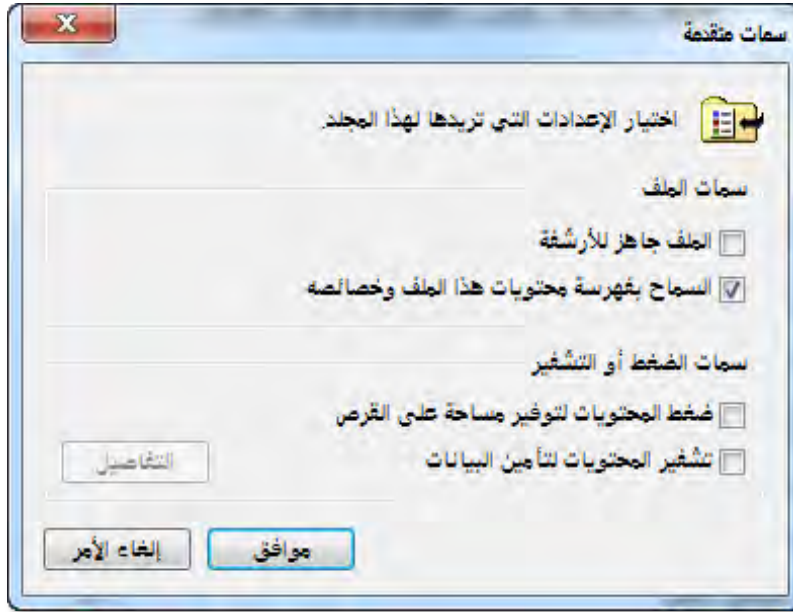 سمات متقدمة
اختيار الإعدادات التي تريدها لهذا المجلد.
سمات الملف
الملف جاهز للأرشفة
السماح بفهرسة محتويات هذا الملف وخصائصه
سمات الضغط أو التشفير
ضغط المحتويات لتوفير مساحة على القرص
تشفير المحتويات لتأمين البيانات
التفاصيل
موافق
إلغاء الأمر